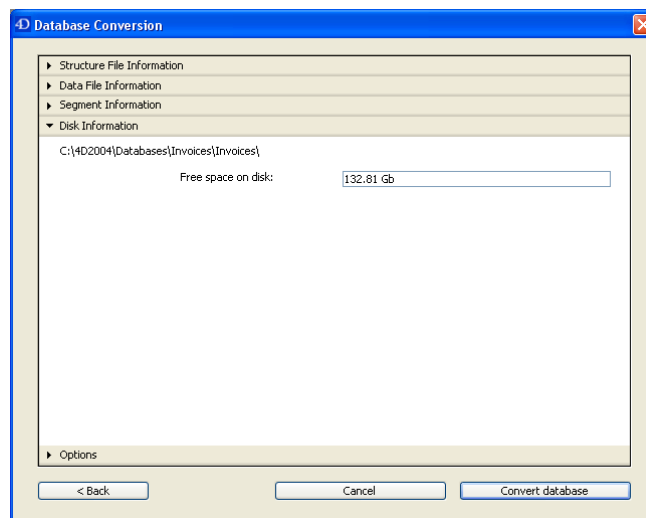 4D Database Conversion
Structure File Information
Data File Information
Segment Information
Disk Information
C:\4D2004\Databases\Invoices\Invoices\
Free space on disk: 132.81 Gb
Options
< Back Cancel Convert database